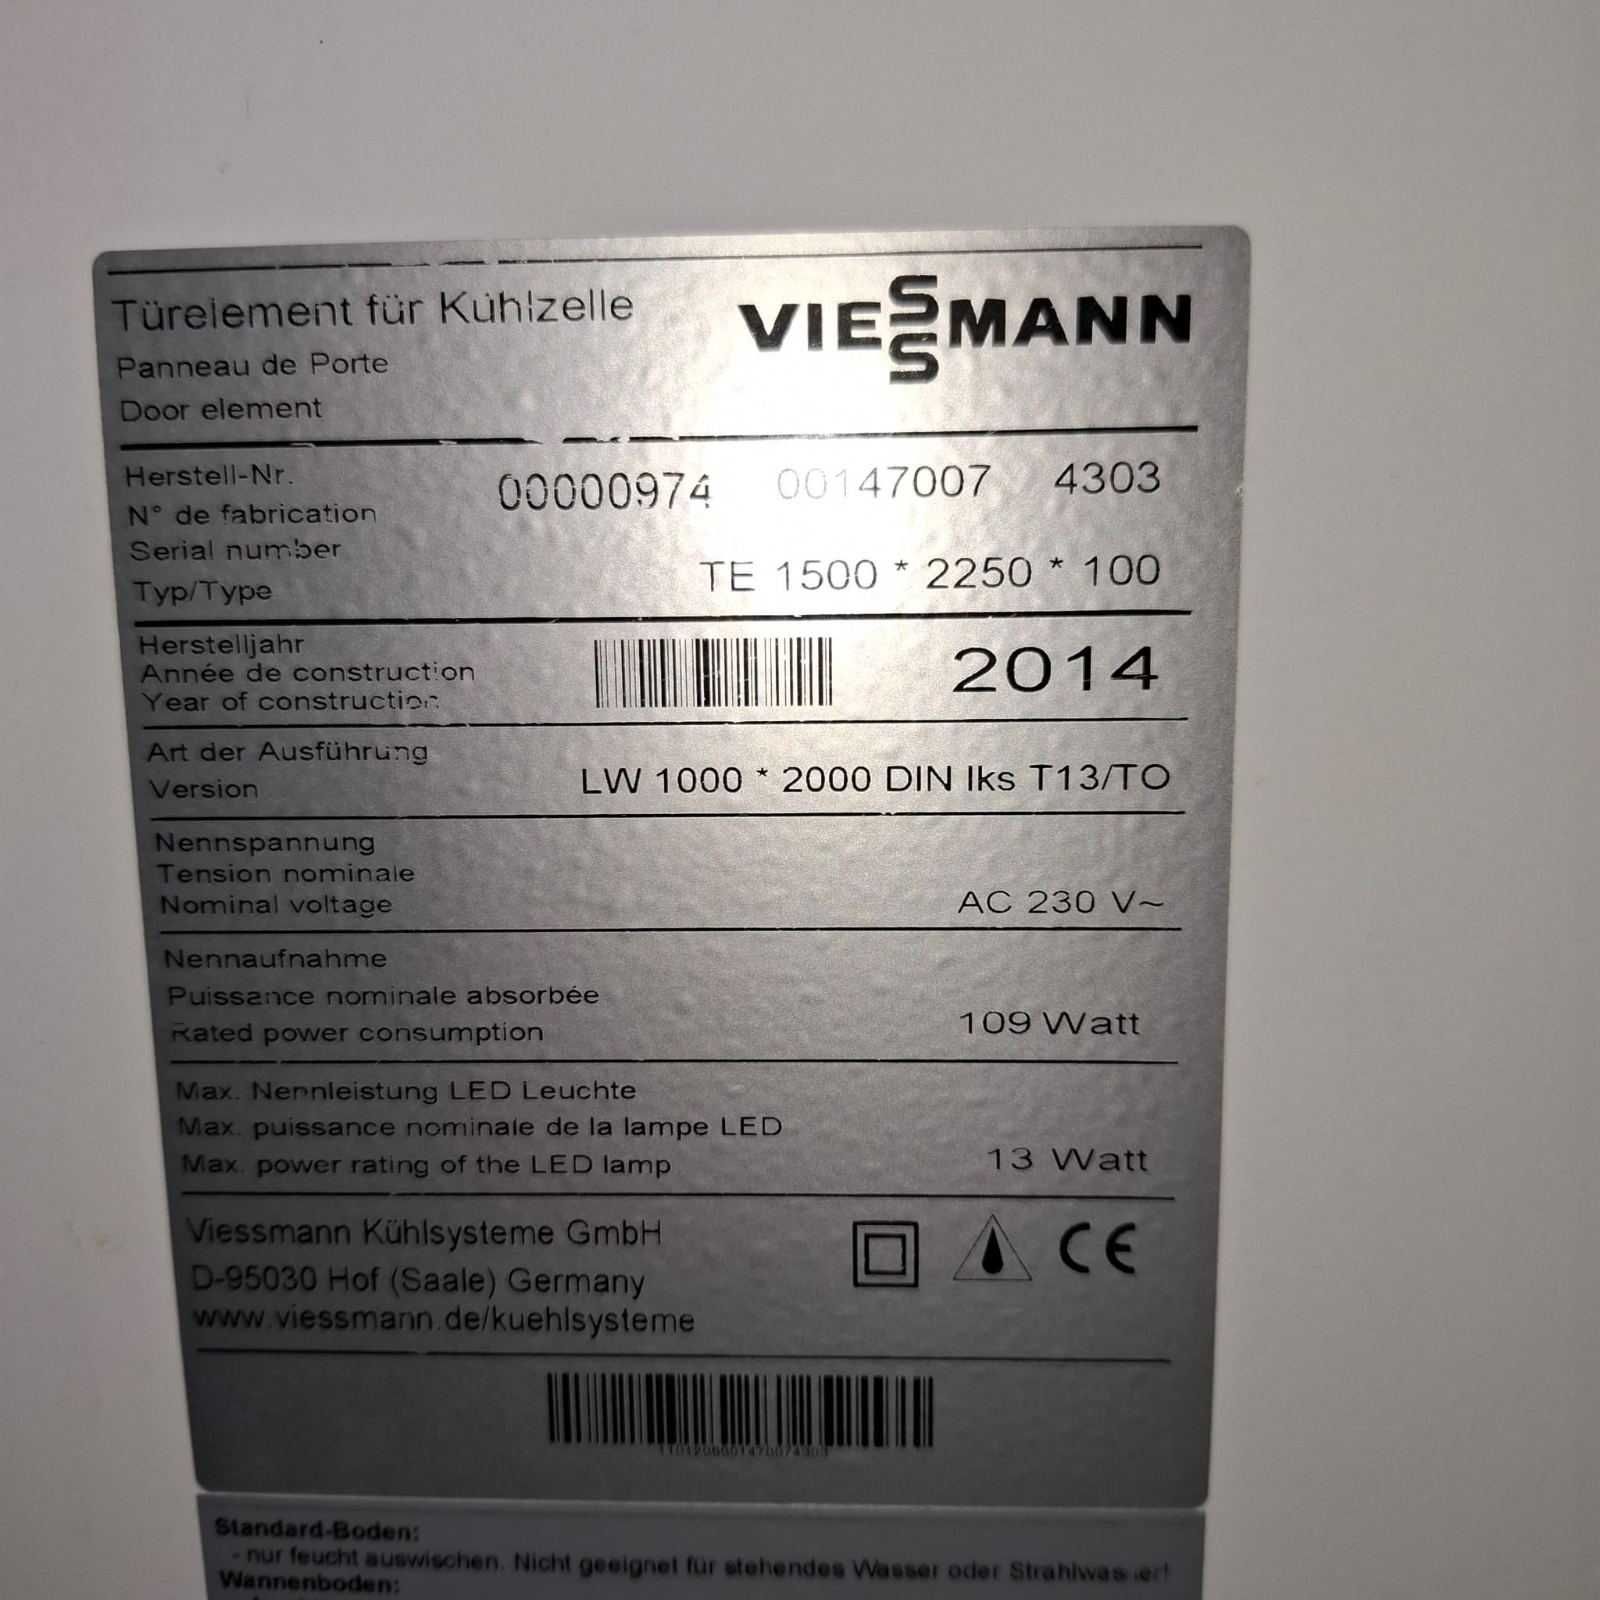 Türelement für Kühlzelle
VIESSMANN
Panneau de Porte
Door element
Herstell-Nr.
N° de fabrication
Serial number
00000974 00147007 4303
Typ/Type
TE 1500 * 2250 * 100
Herstelljahr
Année de construction
Year of construction
2014
Art der Ausführung
Version
LW 1000 * 2000 DIN lks T13/TO
Nennspannung
Tension nominale
Nominal voltage
AC 230 V~
Nennaufnahme
Puissance nominale absorbée
Rated power consumption
109 Watt
Max. Nennleistung LED Leuchte
Max. puissance nominale de la lampe LED
Max. power rating of the LED lamp
13 Watt
Viessmann Kühlsysteme GmbH
D-95030 Hof (Saale) Germany
www.viessmann.de/kuehlsysteme
CE
Standard-Boden:
- nur feucht auswischen. Nicht geeignet für stehendes Wasser oder Strahlwasser!
Wannenboden: